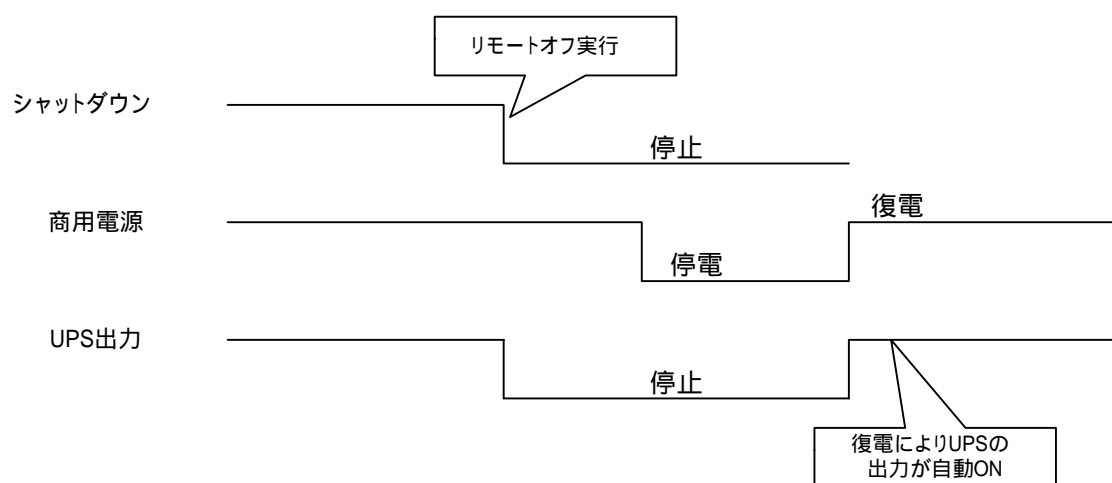 リモートオフ実行
シャットダウン
停止
商用電源
復電
停電
UPS出力
停止
復電によりUPSの
出力が自動ON